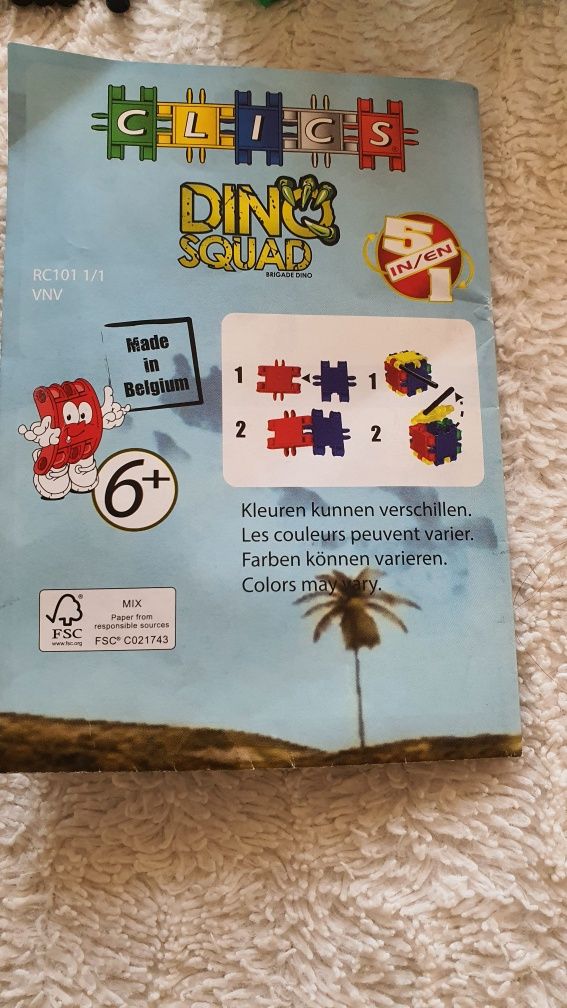 CLICS
DINO
SQUAD
BRIGADE DINO
5
IN/EN
1
RC101 1/1
VNV
Made
in
Belgium
1
1
2
2
6+
Kleuren kunnen verschillen.
Les couleurs peuvent varier.
Farben können varieren.
Colors may vary.
FSC
www.fsc.org
MIX
Paper from
responsible sources
FSC® C021743